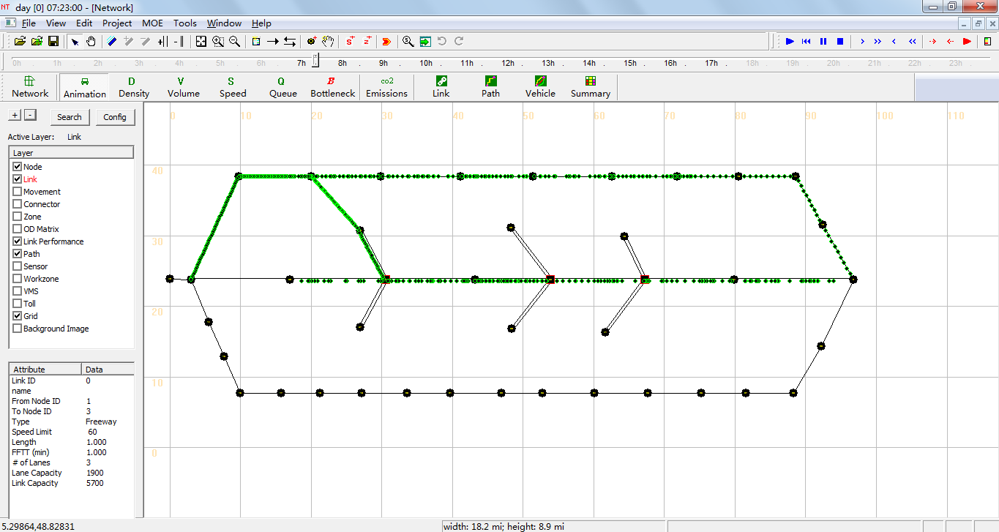 NT day [0] 07:23:00 - [Network]
File View Edit Project MOE Tools Window Help
0h 1h 2h 3h 4h 5h 6h 7h 8h 9h 10h 11h 12h 13h 14h 15h 16h 17h 18h 19h 20h 21h 22h 23h
D V S Q B co2
Network Animation Density Volume Speed Queue Bottleneck Emissions Link Path Vehicle Summary
+ - Search Config
Active Layer: Link
Layer
Node
Link
Movement
Connector
Zone
OD Matrix
Link Performance
Path
Sensor
Workzone
VMS
Toll
Grid
Background Image
Attribute Data
Link ID 0
name
From Node ID 1
To Node ID 3
Type Freeway
Speed Limit 60
Length 1.000
FFTT (min) 1.000
# of Lanes 3
Lane Capacity 1900
Link Capacity 5700
0 10 20 30 40 50 60 70 80 90 100 110
40
30
20
10
0
5.29864,48.82831
width: 18.2 mi; height: 8.9 mi